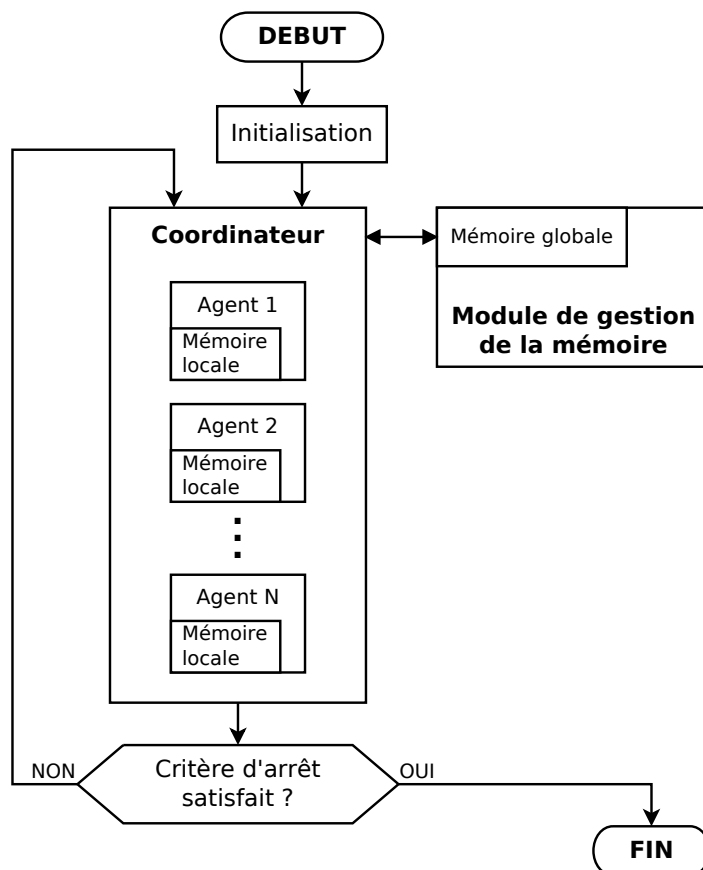 DEBUT
Initialisation
Coordinateur
Mémoire globale
Module de gestion
de la mémoire
Agent 1
Mémoire
locale
Agent 2
Mémoire
locale
Agent N
Mémoire
locale
NON
Critère d'arrêt
satisfait ?
OUI
FIN